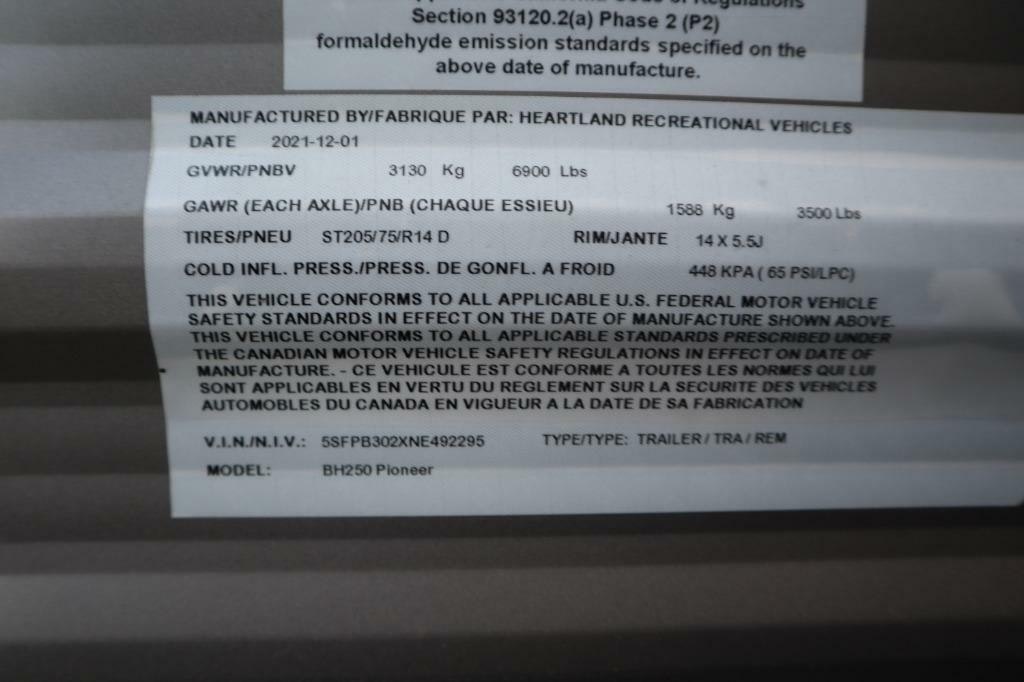 Section 93120.2(a) Phase 2 (P2)
formaldehyde emission standards specified on the
above date of manufacture.
MANUFACTURED BY/FABRIQUE PAR: HEARTLAND RECREATIONAL VEHICLES
DATE 2021-12-01
GVWR/PNBV 3130 Kg 6900 Lbs
GAWR (EACH AXLE)/PNB (CHAQUE ESSIEU) 1588 Kg 3500 Lbs
TIRES/PNEU ST205/75/R14 D RIM/JANTE 14 X 5.5J
COLD INFL. PRESS./PRESS. DE GONFL. A FROID 448 KPA ( 65 PSI/LPC)
THIS VEHICLE CONFORMS TO ALL APPLICABLE U.S. FEDERAL MOTOR VEHICLE
SAFETY STANDARDS IN EFFECT ON THE DATE OF MANUFACTURE SHOWN ABOVE.
THIS VEHICLE CONFORMS TO ALL APPLICABLE STANDARDS PRESCRIBED UNDER
THE CANADIAN MOTOR VEHICLE SAFETY REGULATIONS IN EFFECT ON DATE OF
MANUFACTURE. - CE VEHICULE EST CONFORME A TOUTES LES NORMES QUI LUI
SONT APPLICABLES EN VERTU DU REGLEMENT SUR LA SECURITE DES VEHICLES
AUTOMOBLES DU CANADA EN VIGUEUR A LA DATE DE SA FABRICATION
V.I.N./N.I.V.: 5SFPB302XNE492295 TYPE/TYPE: TRAILER / TRA / REM
MODEL: BH250 Pioneer